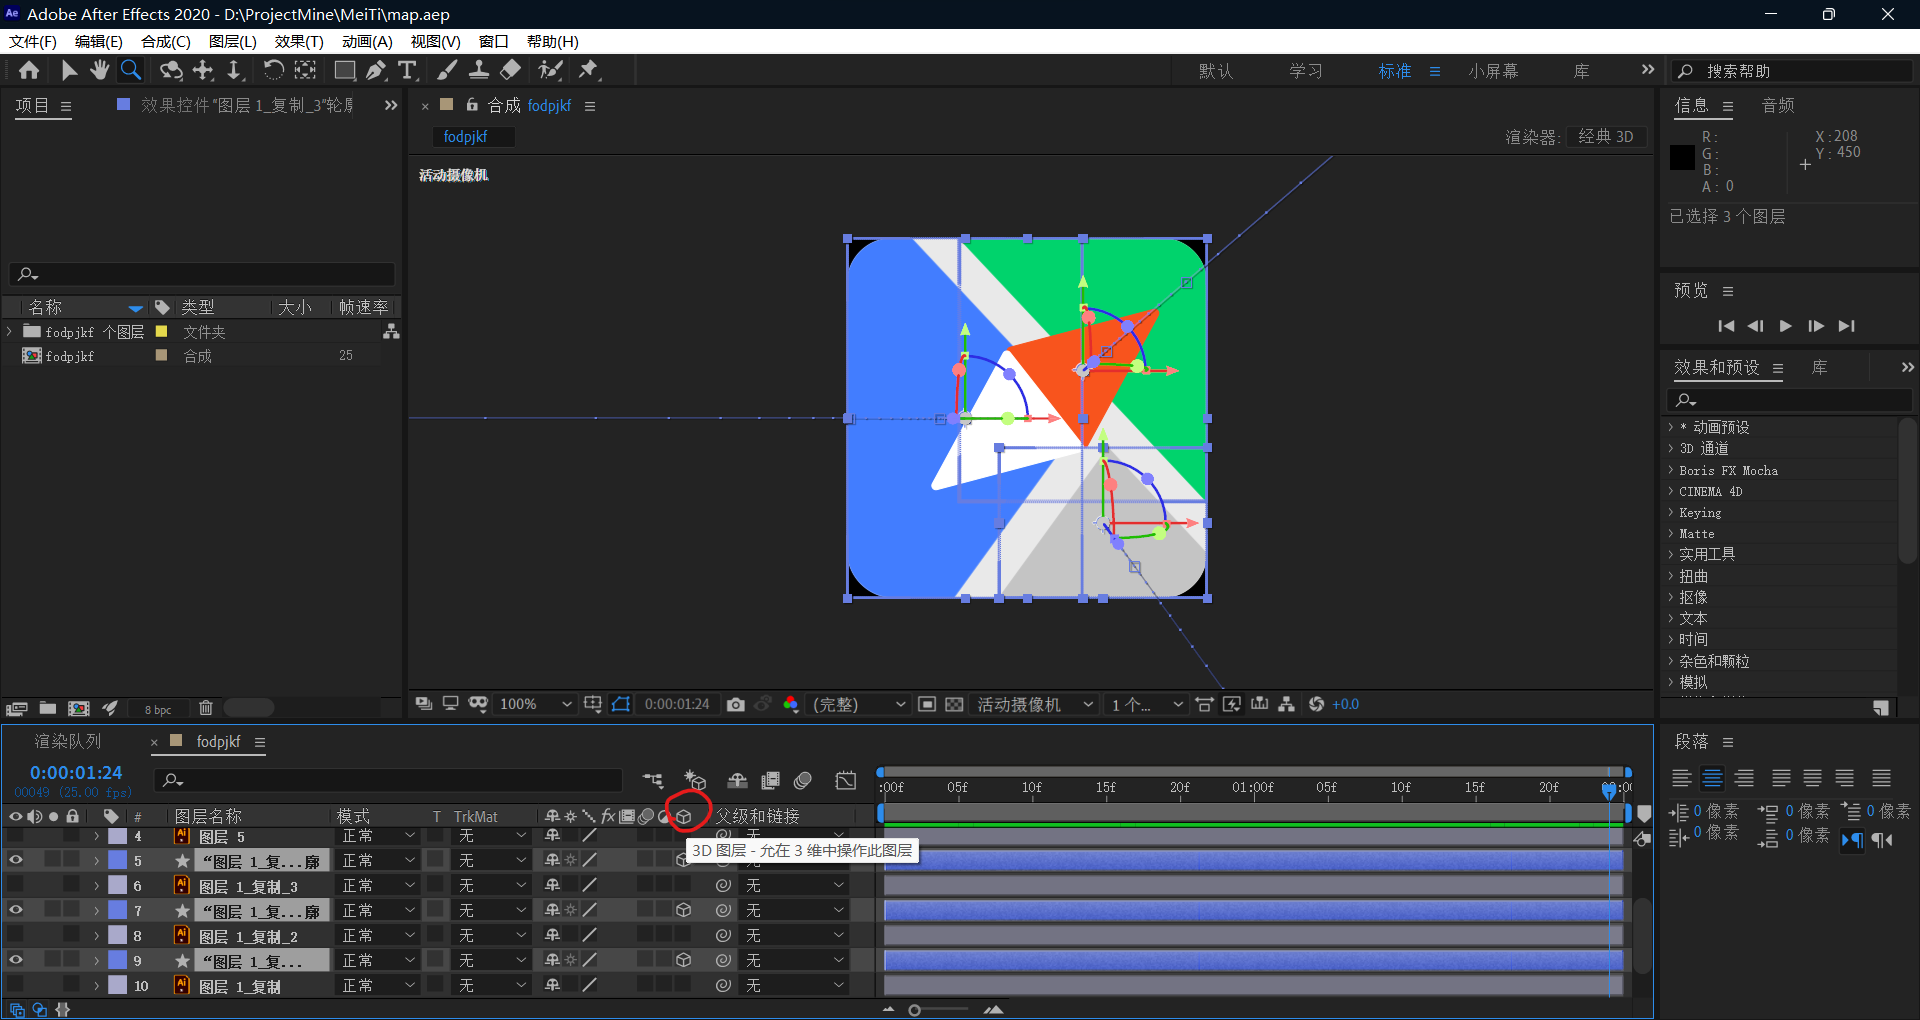 Adobe After Effects 2020 - D:\ProjectMine\MeiTi\map.aep
文件(F) 编辑(E) 合成(C) 图层(L) 效果(T) 动画(A) 视图(V) 窗口 帮助(H)
默认 学习 标准 小屏幕 库 搜索帮助
项目 效果控件"图层 1_复制_3"轮廓
合成 fodpjkf
fodpjkf
渲染器: 经典 3D
活动摄像机
名称 类型 大小 帧速率
fodpjkf 个图层 文件夹
fodpjkf 合成 25
8 bpc
100% 0:00:01:24 (完整) 活动摄像机 1 个... +0.0
信息 音频
R :
G :
B :
A : 0
X : 208
Y : 450
已选择 3 个图层
预览
效果和预设 库
* 动画预设
3D 通道
Boris FX Mocha
CINEMA 4D
Keying
Matte
实用工具
扭曲
抠像
文本
时间
杂色和颗粒
模拟
渲染队列 fodpjkf
0:00:01:24
00049 (25.00 fps)
:00f 05f 10f 15f 20f 01:00f 05f 10f 15f 20f
# 图层名称 模式 T TrkMat 父级和链接
4 图层 5 正常 无 无
3D 图层 - 允在 3 维中操作此图层
5 "图层 1_复...廓 正常 无
6 图层 1_复制_3 正常 无 无
7 "图层 1_复...廓 正常 无 无
8 图层 1_复制_2 正常 无 无
9 "图层 1_复... 正常 无 无
10 图层 1_复制 正常 无 无
段落
0 像素 0 像素 0 像素
0 像素 0 像素